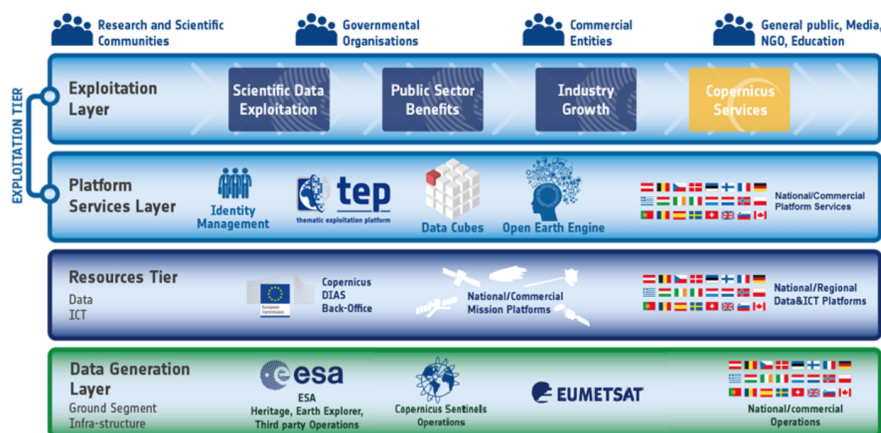 Research and Scientific
Communities
Governmental
Organisations
Commercial
Entities
General public, Media,
NGO, Education
EXPLOITATION TIER
Exploitation
Layer
Scientific Data
Exploitation
Public Sector
Benefits
Industry
Growth
Copernicus
Services
Platform
Services Layer
Identity
Management
tep
thematic exploitation platform
Data Cubes
Open Earth Engine
National/Commercial
Platform Services
Resources Tier
Data
ICT
European
Commission
Copernicus
DIAS
Back-Office
National/Commercial
Mission Platforms
National/Regional
Data&ICT Platforms
Data Generation
Layer
Ground Segment
Infra-structure
esa
ESA
Heritage, Earth Explorer,
Third party Operations
Copernicus Sentinels
Operations
EUMETSAT
National/commercial
Operations